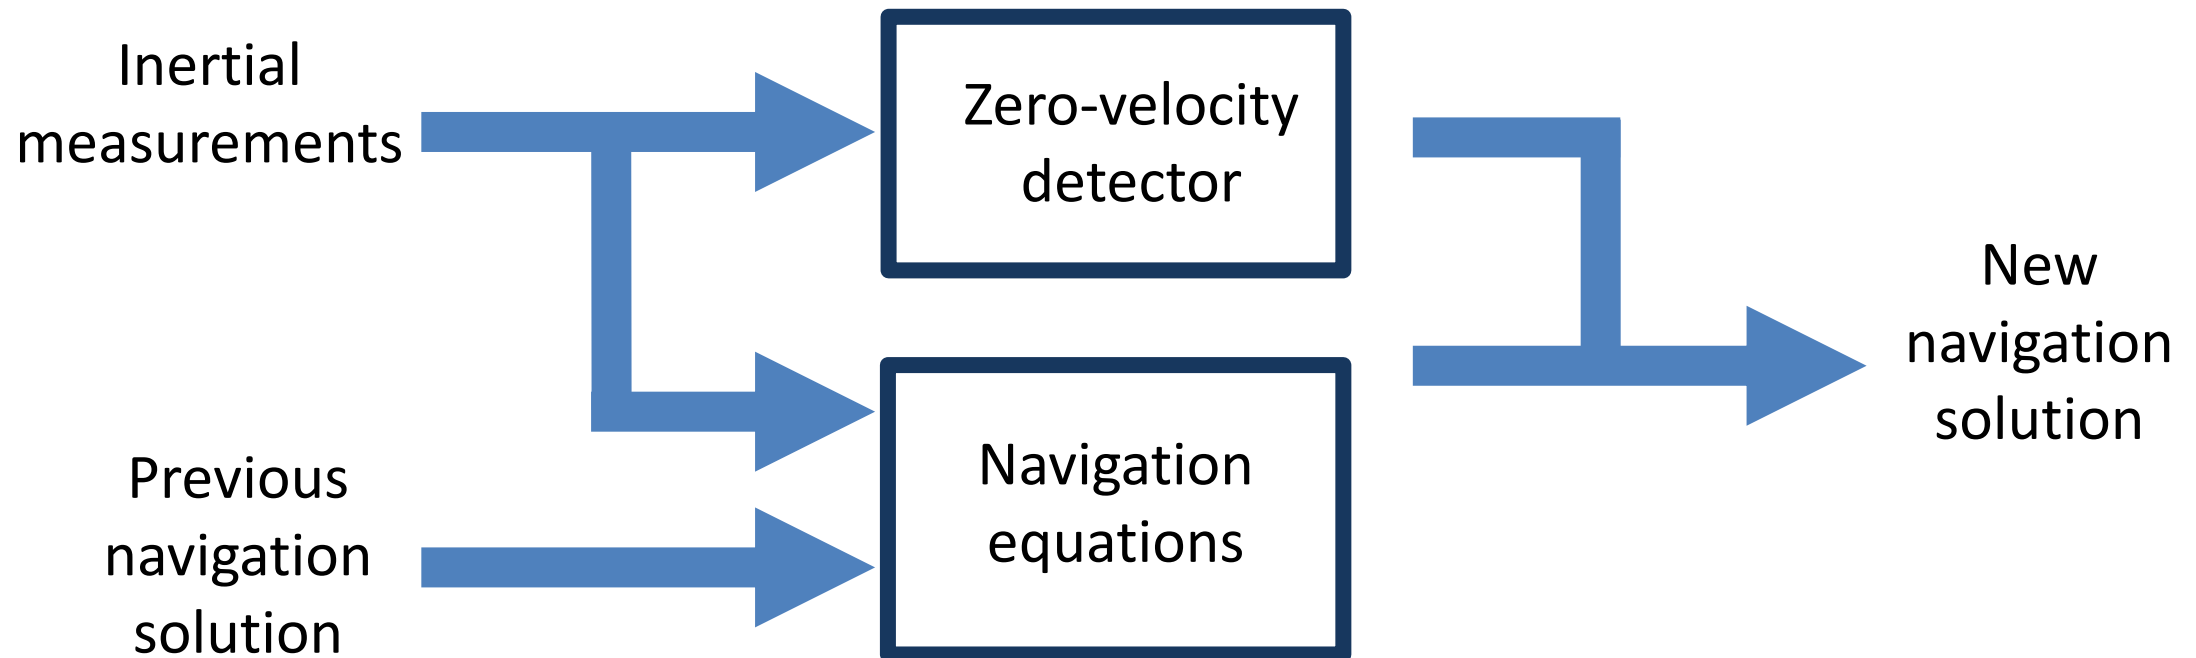 Inertial
measurements
Zero-velocity
detector
New
navigation
solution
Previous
navigation
solution
Navigation
equations